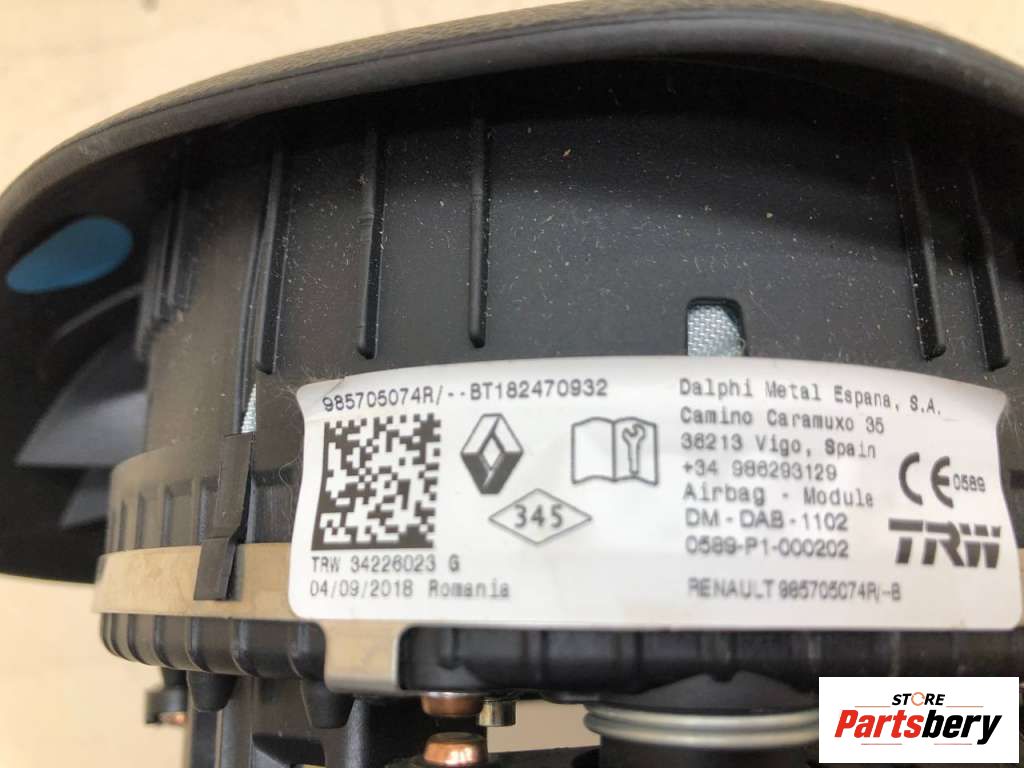 985705074R/--BT182470932
345
TRW 34226023 G
04/09/2018 Romania
Dalphi Metal Espana, S.A.
Camino Caramuxo 35
36213 Vigo, Spain
+34 986293129
Airbag - Module
DM-DAB-1102
0589-P1-000202
CE 0589
TRW
RENAULT 985705074R/-B
STORE
Partsbery